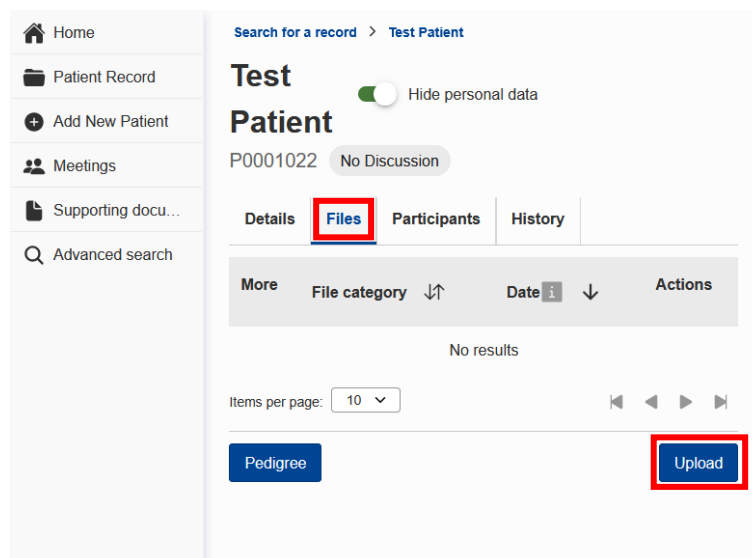 Home
Patient Record
Add New Patient
Meetings
Supporting docu...
Advanced search
Search for a record > Test Patient
Test
Patient
Hide personal data
P0001022 No Discussion
Details Files Participants History
More File category Date i Actions
No results
Items per page: 10
Pedigree Upload